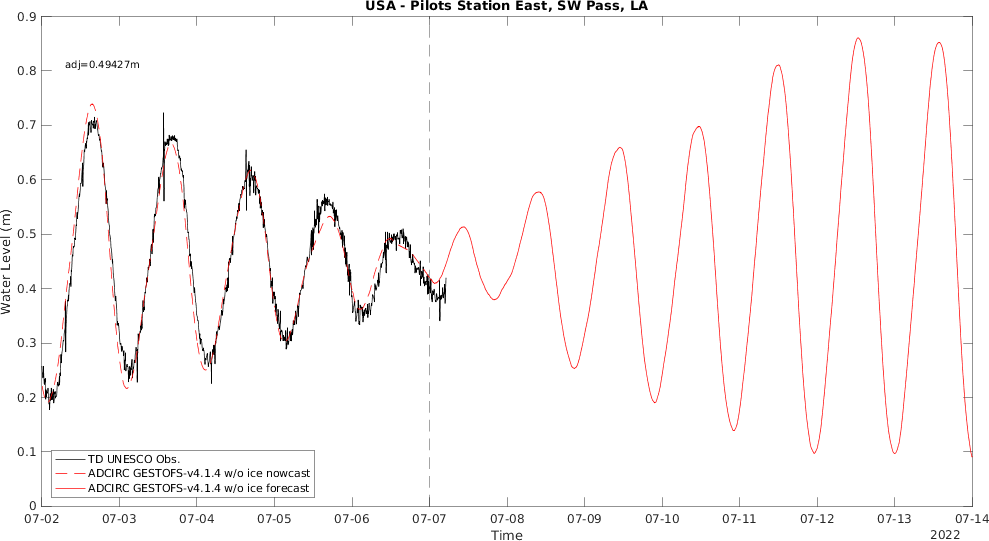 USA - Pilots Station East, SW Pass, LA
0.9
adj=0.49427m
0.8
0.7
0.6
0.5
0.4
0.3
0.2
0.1
0
Water Level (m)
TD UNESCO Obs.
ADCIRC GESTOFS-v4.1.4 w/o ice nowcast
ADCIRC GESTOFS-v4.1.4 w/o ice forecast
07-02 07-03 07-04 07-05 07-06 07-07 07-08 07-09 07-10 07-11 07-12 07-13 07-14
Time
2022